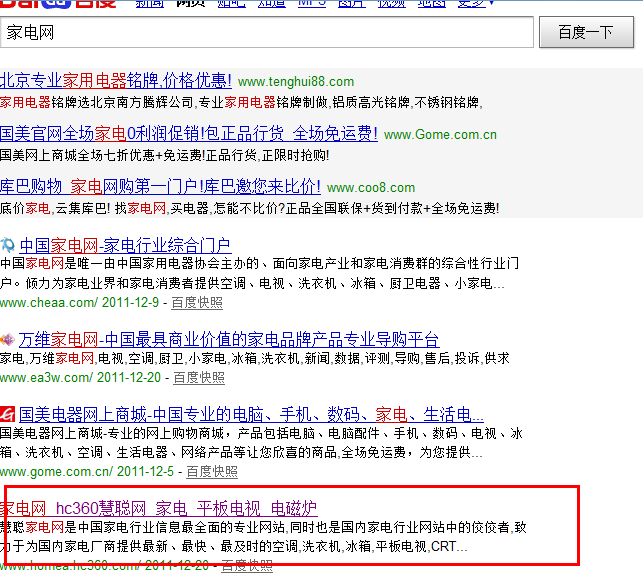 Bai 百度 新闻 网页 贴吧 知道 MP3 图片 视频 地图 更多
家电网 百度一下
北京专业家用电器铭牌,价格优惠! www.tenghui88.com
家用电器铭牌选北京南方腾辉公司,专业家用电器铭牌制做,铝质高光铭牌,不锈钢铭牌,
国美官网全场家电0利润促销!包正品行货 全场免运费! www.Gome.com.cn
国美网上商城全场七折优惠+免运费!正品行货,正限时抢购!
库巴购物 家电网购第一门户!库巴邀您来比价! www.coo8.com
底价家电,云集库巴! 找家电网,买电器,怎能不比价?正品全国联保+货到付款+全场免运费!
中国家电网-家电行业综合门户
中国家电网是唯一由中国家用电器协会主办的、面向家电产业和家电消费群的综合性行业门
户。倾力为家电业界和家电消费者提供空调、电视、洗衣机、冰箱、厨卫电器、小家电...
www.cheaa.com/ 2011-12-9 - 百度快照
万维家电网-中国最具商业价值的家电品牌产品专业导购平台
家电,万维家电网,电视,空调,厨卫,小家电,冰箱,洗衣机,新闻,数据,评测,导购,售后,投诉,供求
www.ea3w.com/ 2011-12-20 - 百度快照
国美电器网上商城-中国专业的电脑、手机、数码、家电、生活电...
国美电器网上商城-专业的网上购物商城，产品包括电脑、电脑配件、手机、数码、电视、冰
箱、洗衣机、空调、生活电器、网络产品等让您欣喜的商品,全场免运费，为您提供...
www.gome.com.cn/ 2011-12-5 - 百度快照
家电网_hc360慧聪网_家电_平板电视_电磁炉
慧聪家电网是中国家电行业信息最全面的专业网站,同时也是国内家电行业网站中的佼佼者,致
力于为国内家电厂商提供最新、最快、最及时的空调,洗衣机,冰箱,平板电视,CRT...
www.homea.hc360.com/ 2011-12-20 - 百度快照